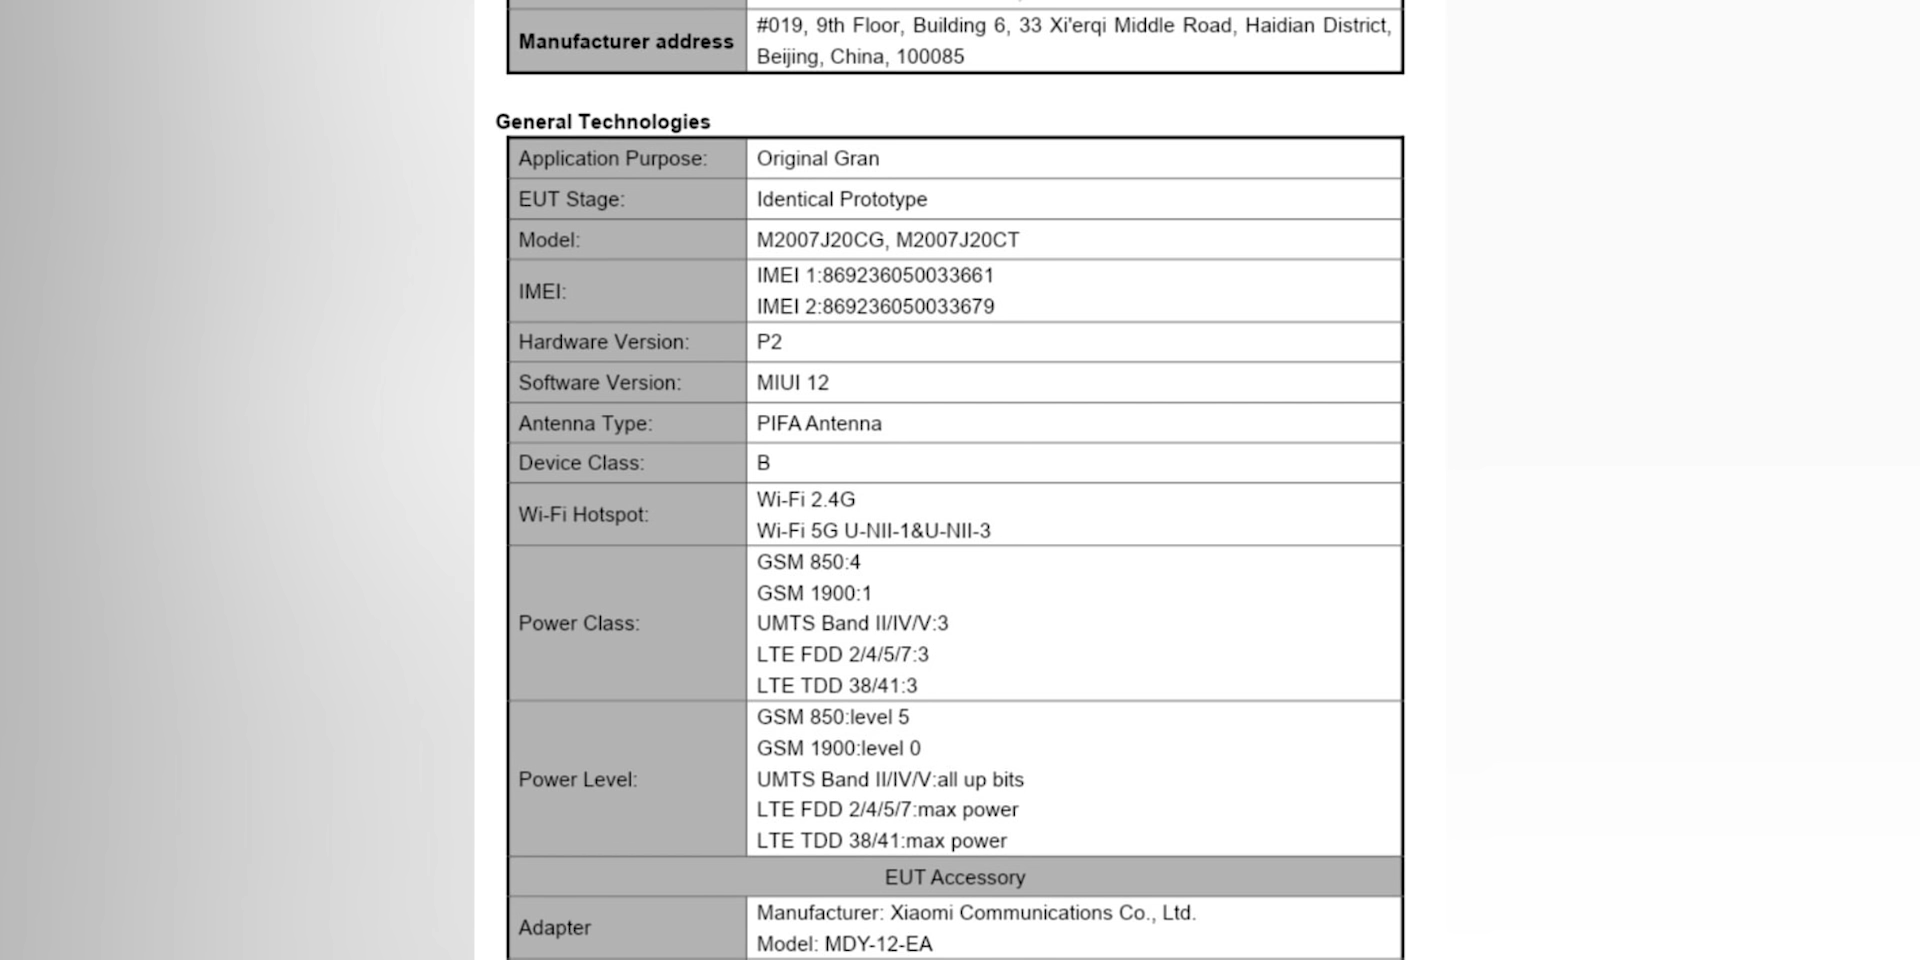 Manufacturer address
#019, 9th Floor, Building 6, 33 Xi'erqi Middle Road, Haidian District,
Beijing, China, 100085
General Technologies
Application Purpose: Original Gran
EUT Stage: Identical Prototype
Model: M2007J20CG, M2007J20CT
IMEI:
IMEI 1:869236050033661
IMEI 2:869236050033679
Hardware Version: P2
Software Version: MIUI 12
Antenna Type: PIFA Antenna
Device Class: B
Wi-Fi Hotspot:
Wi-Fi 2.4G
Wi-Fi 5G U-NII-1&U-NII-3
Power Class:
GSM 850:4
GSM 1900:1
UMTS Band II/IV/V:3
LTE FDD 2/4/5/7:3
LTE TDD 38/41:3
Power Level:
GSM 850:level 5
GSM 1900:level 0
UMTS Band II/IV/V:all up bits
LTE FDD 2/4/5/7:max power
LTE TDD 38/41:max power
EUT Accessory
Adapter
Manufacturer: Xiaomi Communications Co., Ltd.
Model: MDY-12-EA